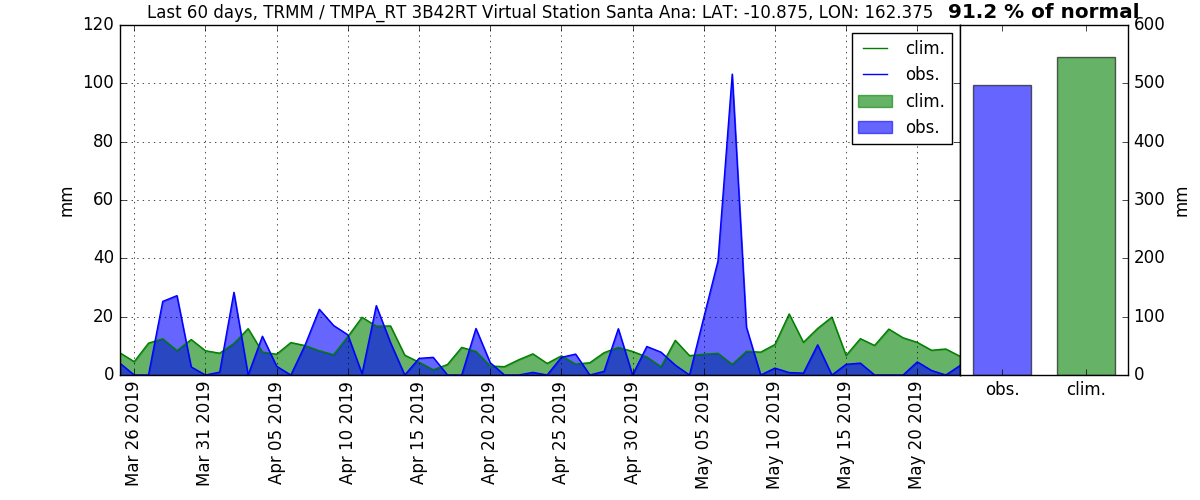 Last 60 days, TRMM / TMPA_RT 3B42RT Virtual Station Santa Ana: LAT: -10.875, LON: 162.375 91.2 % of normal
120
100
80
60
40
20
0
mm
clim.
obs.
clim.
obs.
600
500
400
300
200
100
0
mm
obs.
clim.
Mar 26 2019
Mar 31 2019
Apr 05 2019
Apr 10 2019
Apr 15 2019
Apr 20 2019
Apr 25 2019
Apr 30 2019
May 05 2019
May 10 2019
May 15 2019
May 20 2019